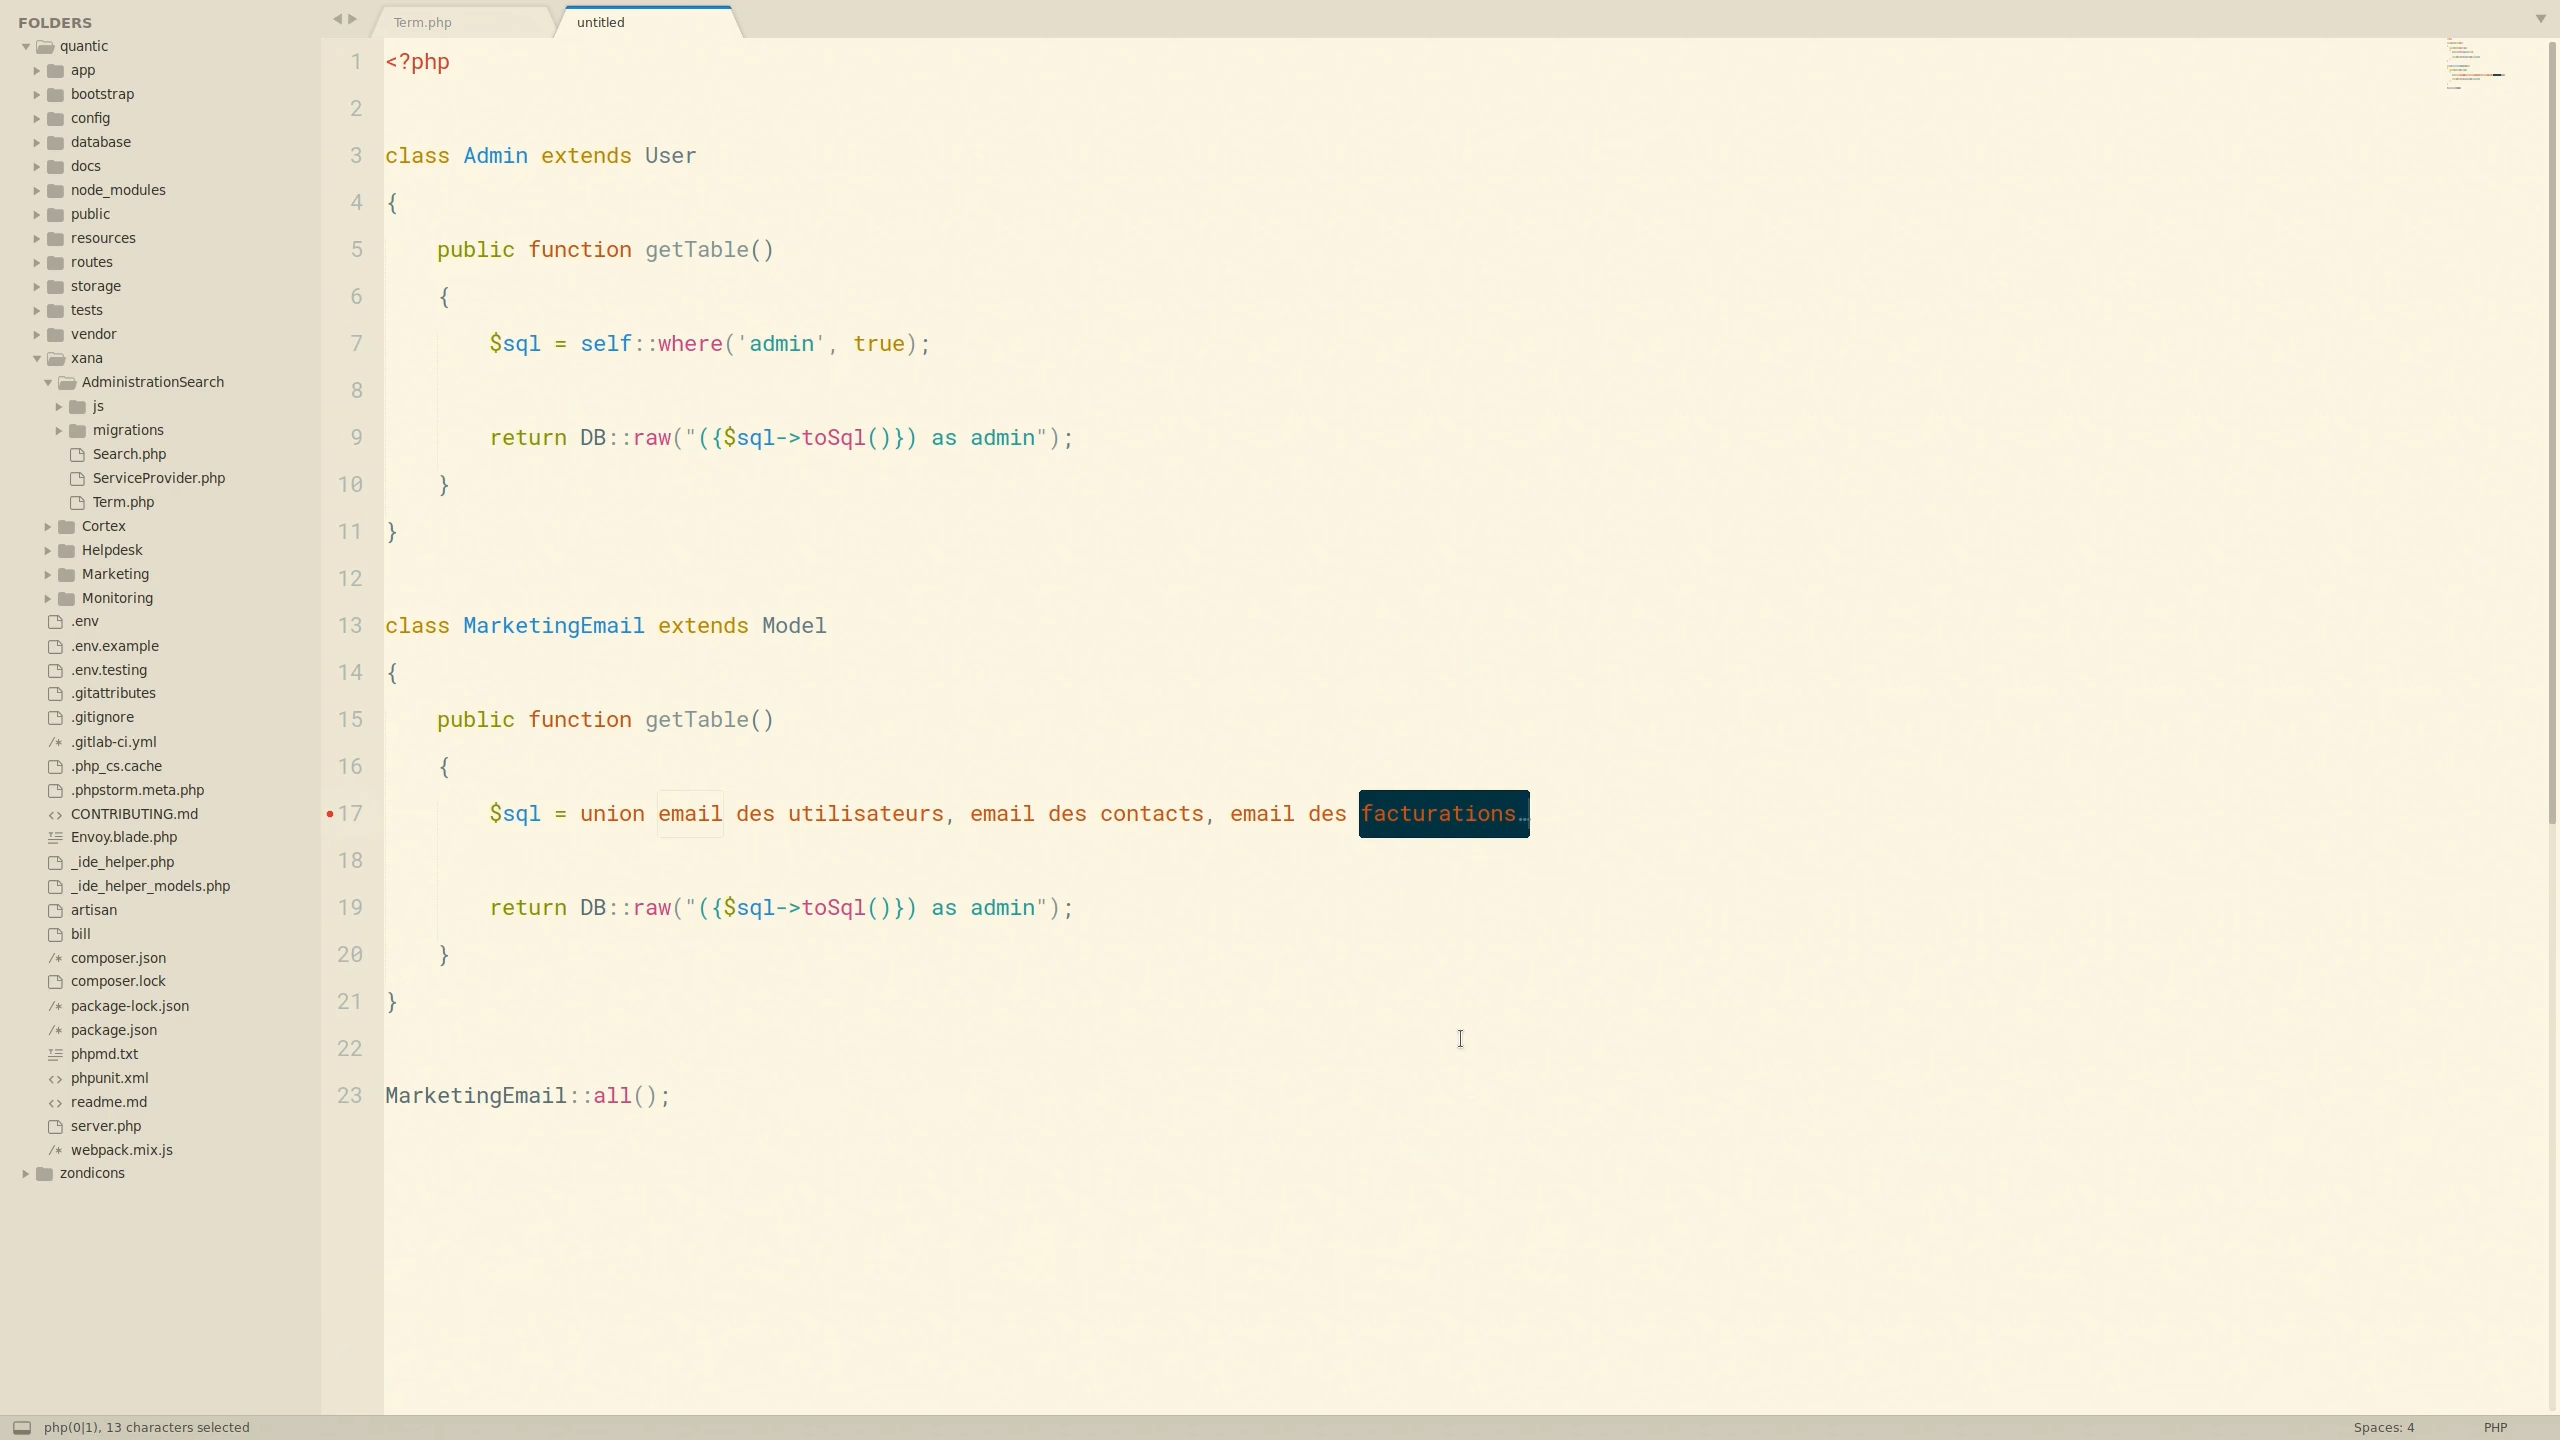 FOLDERS
quantic
app
bootstrap
config
database
docs
node_modules
public
resources
routes
storage
tests
vendor
xana
AdministrationSearch
js
migrations
Search.php
ServiceProvider.php
Term.php
Cortex
Helpdesk
Marketing
Monitoring
.env
.env.example
.env.testing
.gitattributes
.gitignore
.gitlab-ci.yml
.php_cs.cache
.phpstorm.meta.php
CONTRIBUTING.md
Envoy.blade.php
_ide_helper.php
_ide_helper_models.php
artisan
bill
composer.json
composer.lock
package-lock.json
package.json
phpmd.txt
phpunit.xml
readme.md
server.php
webpack.mix.js
zondicons
Term.php
untitled
1 <?php
2
3 class Admin extends User
4 {
5 public function getTable()
6 {
7 $sql = self::where('admin', true);
8
9 return DB::raw("({$sql->toSql()}) as admin");
10 }
11 }
12
13 class MarketingEmail extends Model
14 {
15 public function getTable()
16 {
17 $sql = union email des utilisateurs, email des contacts, email des facturations…
18
19 return DB::raw("({$sql->toSql()}) as admin");
20 }
21 }
22
23 MarketingEmail::all();
php(0|1), 13 characters selected
Spaces: 4
PHP